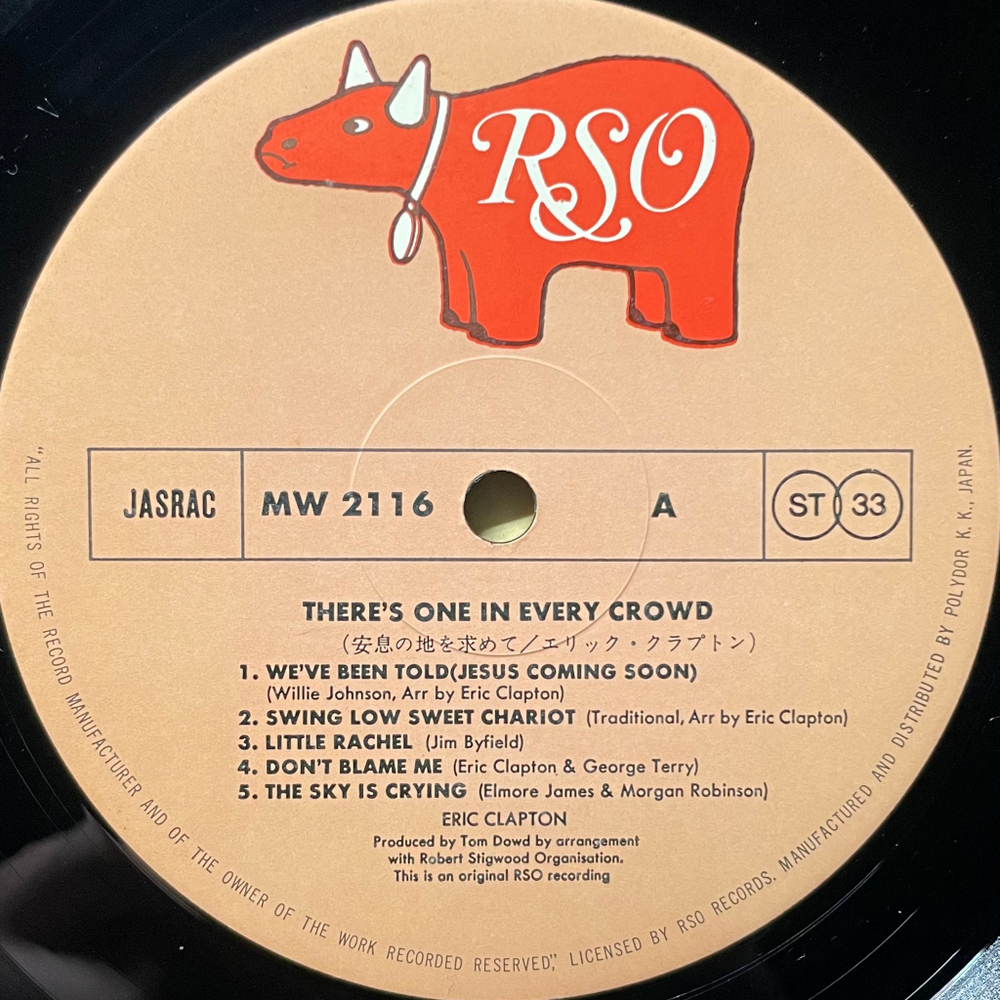 RSO
JASRAC
MW 2116
A
ST 33
THERE'S ONE IN EVERY CROWD
(安息の地を求めて/エリック・クラプトン)
1. WE'VE BEEN TOLD(JESUS COMING SOON)
(Willie Johnson, Arr by Eric Clapton)
2. SWING LOW SWEET CHARIOT (Traditional, Arr by Eric Clapton)
3. LITTLE RACHEL (Jim Byfield)
4. DON'T BLAME ME (Eric Clapton & George Terry)
5. THE SKY IS CRYING (Elmore James & Morgan Robinson)
ERIC CLAPTON
Produced by Tom Dowd by arrangement
with Robert Stigwood Organisation.
This is an original RSO recording
"ALL RIGHTS OF THE RECORD MANUFACTURER AND OF THE OWNER OF THE WORK RECORDED RESERVED," LICENSED BY RSO RECORDS. MANUFACTURED AND DISTRIBUTED BY POLYDOR K. K., JAPAN.